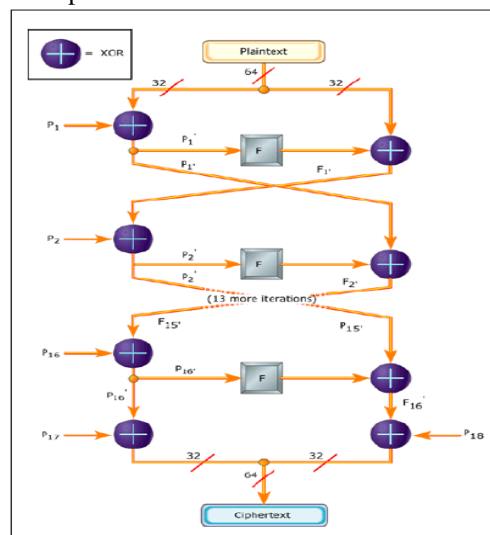 = XOR
Plaintext
32 64 32
P1
P1' F
P1' F1'
P2
P2' F
P2' F2'
(13 more iterations)
F15' P15'
P16
P16' F
P16' F16'
P17 P18
32 32
64
Ciphertext